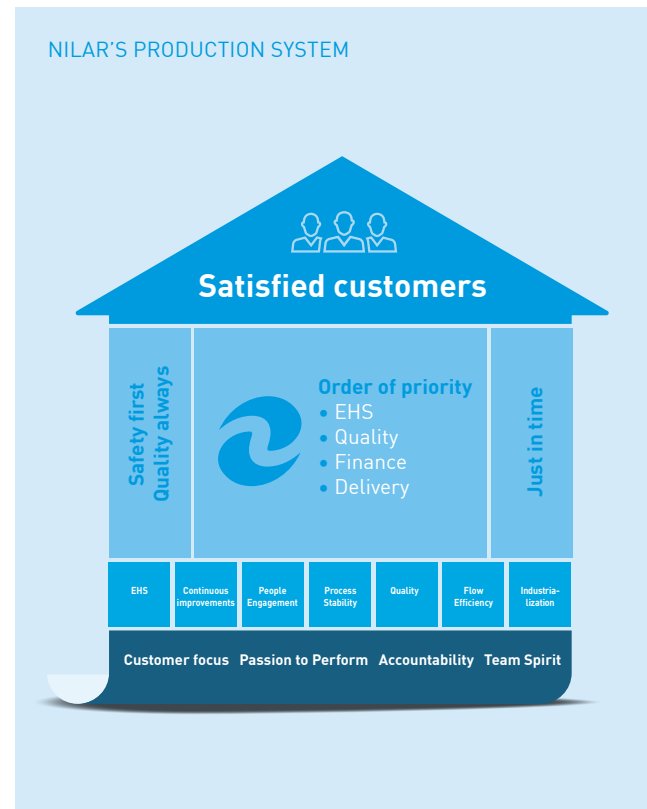 NILAR'S PRODUCTION SYSTEM
Satisfied customers
Safety first
Quality always
Order of priority
• EHS
• Quality
• Finance
• Delivery
Just in time
EHS
Continuous
improvements
People
Engagement
Process
Stability
Quality
Flow
Efficiency
Industria-
lization
Customer focus Passion to Perform Accountability Team Spirit